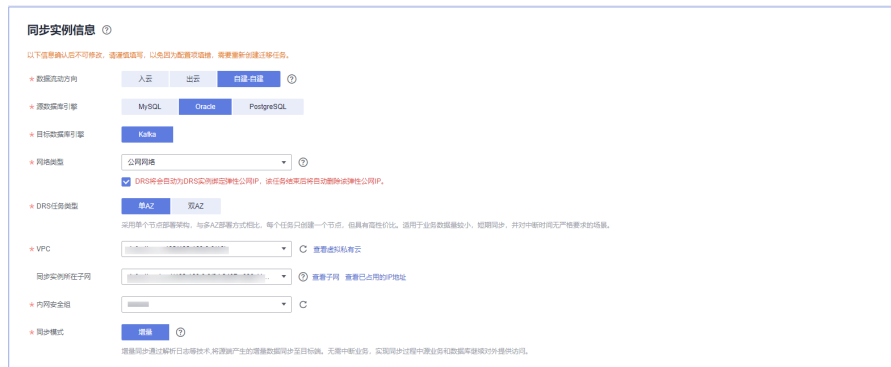 同步实例信息 ?
以下信息确认后不可修改，请谨慎填写，以免因为配置项填错，需要重新创建迁移任务。
* 数据流动方向 入云 出云 自建-自建 ?
* 源数据库引擎 MySQL Oracle PostgreSQL
* 目标数据库引擎 Kafka
* 网络类型 公网网络 ?
DRS将会自动为DRS实例绑定弹性公网IP，该任务结束后将自动删除该弹性公网IP。
* DRS任务类型 单AZ 双AZ
采用单个节点部署架构，与多AZ部署方式相比，每个任务只创建一个节点，但具有高性价比。适用于业务数据量较小，短期同步，并对中断时间无严格要求的场景。
* VPC 查看虚拟私有云
同步实例所在子网 ? 查看子网 查看已占用的IP地址
* 内网安全组
* 同步模式 增量 ?
增量同步通过解析日志等技术,将源端产生的增量数据同步至目标端。无需中断业务，实现同步过程中源业务和数据库继续对外提供访问。